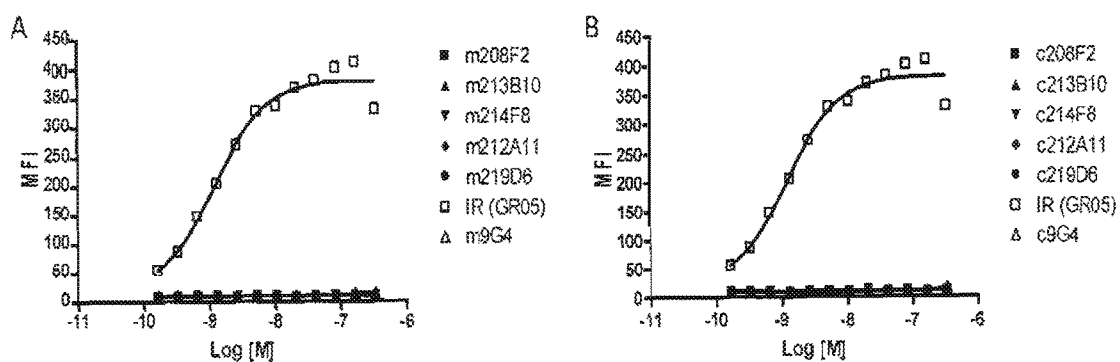 A
450
400
350
300
250
200
150
100
50
0
MFI
-11
-10
-9
-8
-7
-6
Log [M]
m208F2
m213B10
m214F8
m212A11
m219D6
IR (GR05)
m9G4
B
450
400
350
300
250
200
150
100
50
0
MFI
-11
-10
-9
-8
-7
-6
Log [M]
c208F2
c213B10
c214F8
c212A11
c219D6
IR (GR05)
c9G4